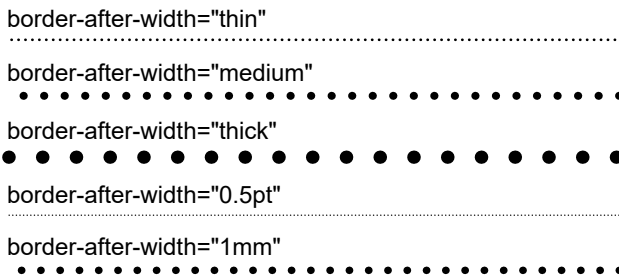 border-after-width="thin"
border-after-width="medium"
border-after-width="thick"
border-after-width="0.5pt"
border-after-width="1mm"